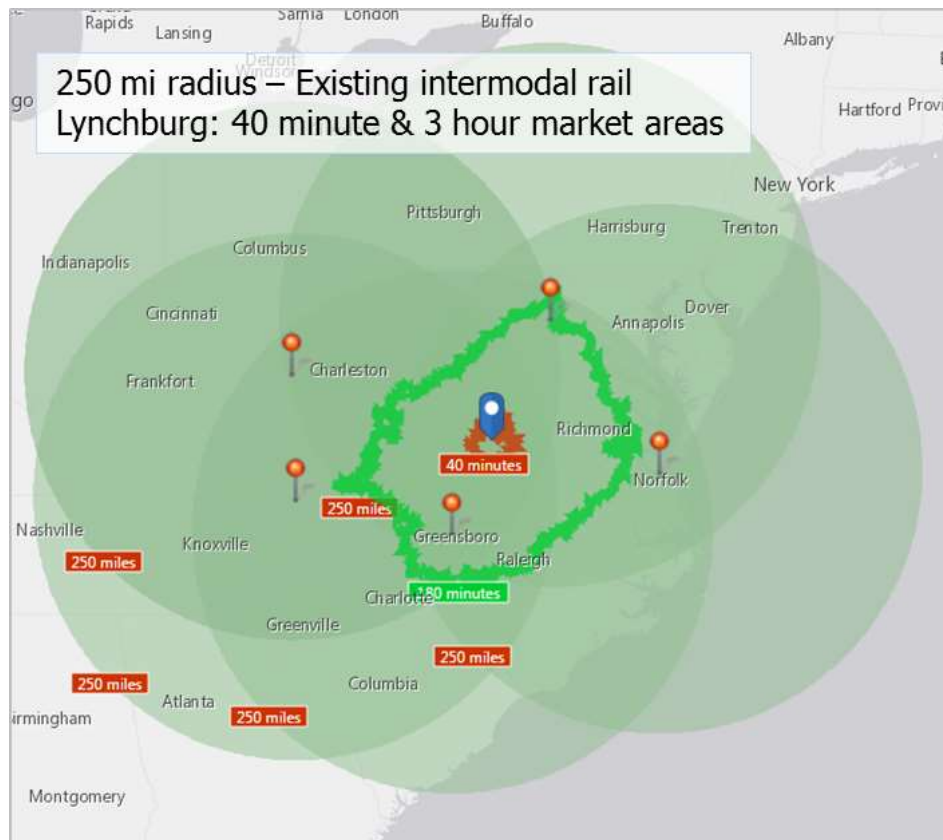 Rapids
Lansing
Sarnia
London
Buffalo
Albany
Detroit
Windsor
250 mi radius – Existing intermodal rail
Lynchburg: 40 minute & 3 hour market areas
go
Hartford
Provi
New York
Pittsburgh
Harrisburg
Trenton
Columbus
Indianapolis
Cincinnati
Dover
Annapolis
Charleston
Frankfort
Richmond
40 minutes
Norfolk
250 miles
Nashville
Greensboro
Knoxville
Raleigh
250 miles
180 minutes
Charlotte
Greenville
250 miles
250 miles
Columbia
Atlanta
250 miles
irmingham
Montgomery